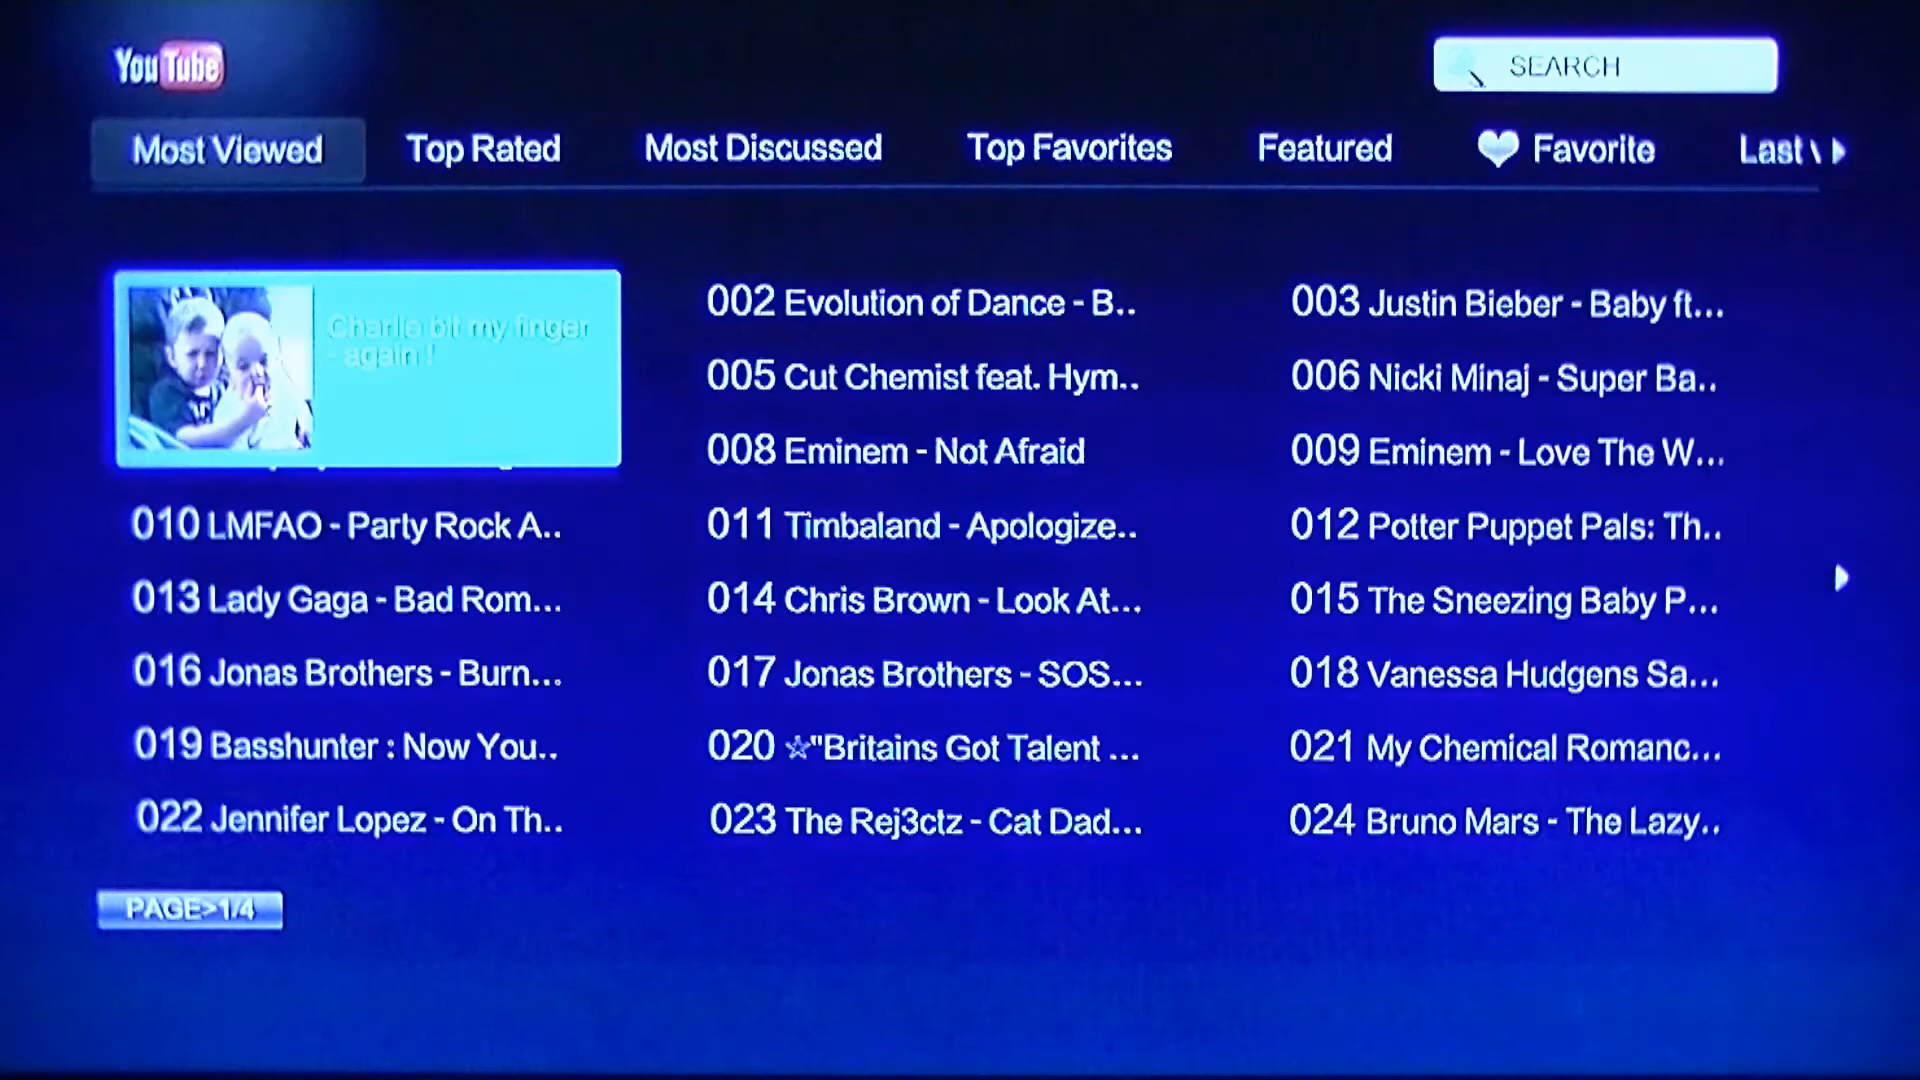 YouTube
SEARCH
Most Viewed
Top Rated
Most Discussed
Top Favorites
Featured
Favorite
Last
Charlie bit my finger
- again !
002 Evolution of Dance - B..
003 Justin Bieber - Baby ft...
005 Cut Chemist feat. Hym..
006 Nicki Minaj - Super Ba..
008 Eminem - Not Afraid
009 Eminem - Love The W...
010 LMFAO - Party Rock A..
011 Timbaland - Apologize..
012 Potter Puppet Pals: Th..
013 Lady Gaga - Bad Rom...
014 Chris Brown - Look At...
015 The Sneezing Baby P...
016 Jonas Brothers - Burn...
017 Jonas Brothers - SOS...
018 Vanessa Hudgens Sa...
019 Basshunter : Now You..
020 ☆"Britains Got Talent ...
021 My Chemical Romanc...
022 Jennifer Lopez - On Th..
023 The Rej3ctz - Cat Dad...
024 Bruno Mars - The Lazy..
PAGE>1/4